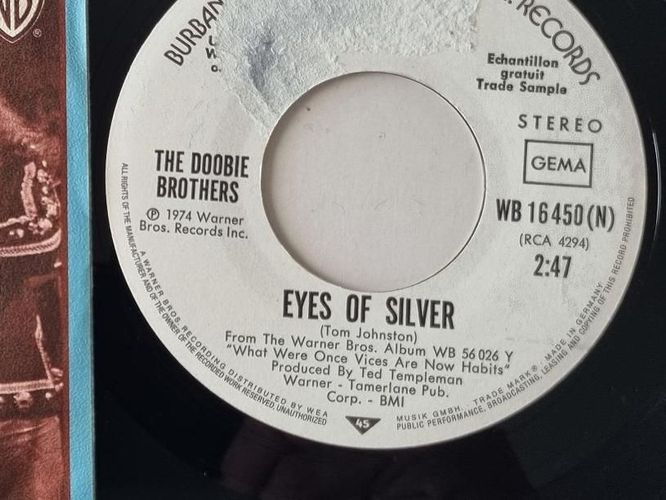 WB
®
BURBAN
RECORDS
Echantillon
gratuit
Trade Sample
STEREO
GEMA
THE DOOBIE
BROTHERS
℗ 1974 Warner
Bros. Records Inc.
WB 16 450 (N)
(RCA 4294)
2:47
EYES OF SILVER
(Tom Johnston)
From The Warner Bros. Album WB 56 026 Y
"What Were Once Vices Are Now Habits"
Produced by Ted Templeman
Warner - Tamerlane Pub.
Corp. - BMI
45
A WARNER BROS. RECORDING DISTRIBUTED BY WEA MUSIK GMBH. · TRADE MARK® · MADE IN GERMANY.
ALL RIGHTS OF THE MANUFACTURER AND OF THE OWNER OF THE RECORDED WORK RESERVED. UNAUTHORIZED PUBLIC PERFORMANCE, BROADCASTING, LEASING AND COPYING OF THIS RECORD PROHIBITED